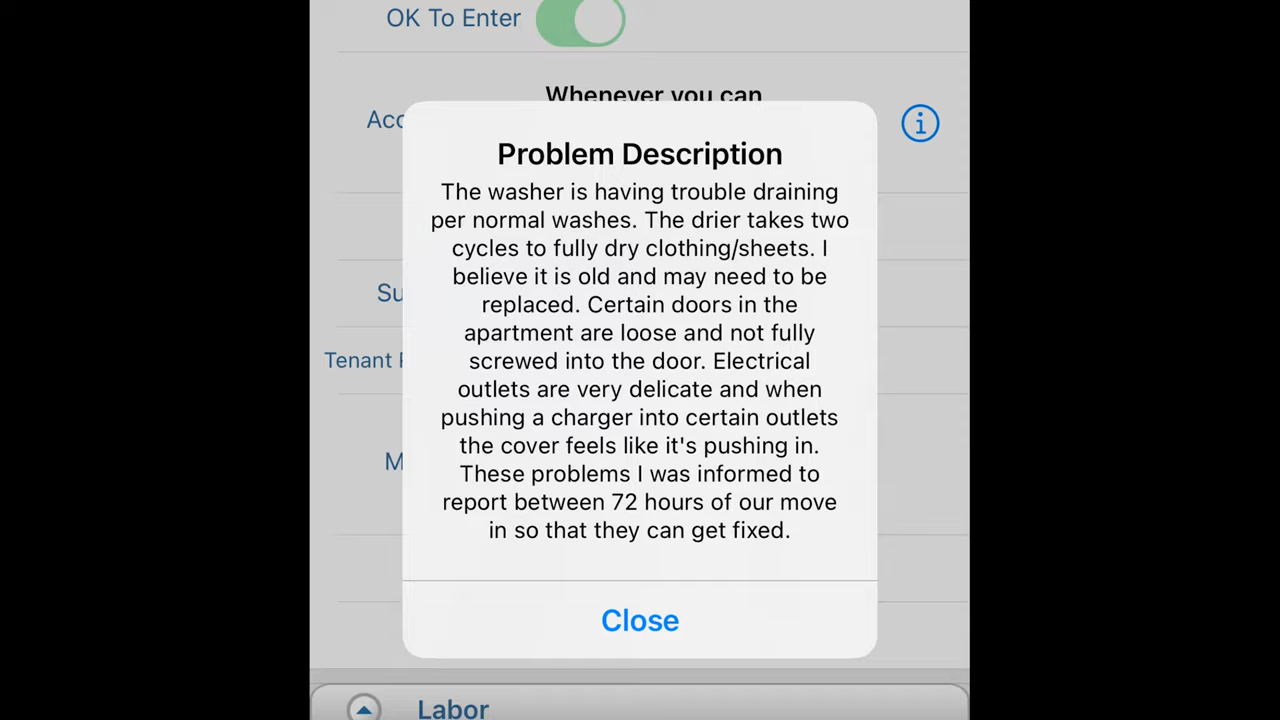 OK To Enter
Whenever you can
Acc
Problem Description
The washer is having trouble draining
per normal washes. The drier takes two
cycles to fully dry clothing/sheets. I
believe it is old and may need to be
replaced. Certain doors in the
apartment are loose and not fully
screwed into the door. Electrical
outlets are very delicate and when
pushing a charger into certain outlets
the cover feels like it's pushing in.
These problems I was informed to
report between 72 hours of our move
in so that they can get fixed.
Su
Tenant
M
Close
Labor